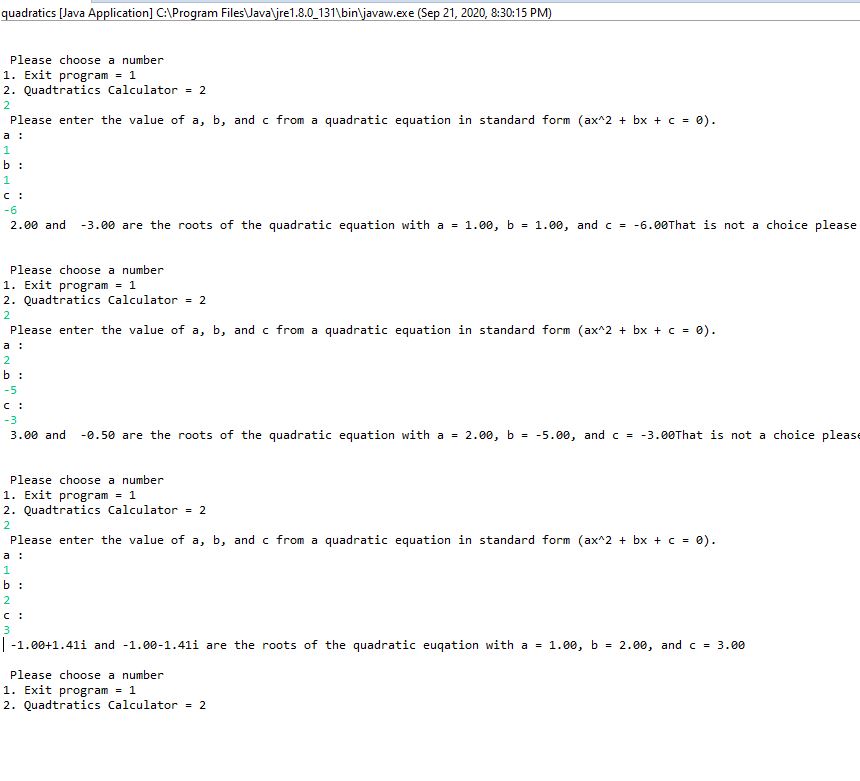 quadratics [Java Application] C:\Program Files\Java\jre1.8.0_131\bin\javaw.exe (Sep 21, 2020, 8:30:15 PM)
Please choose a number
1. Exit program = 1
2. Quadtratics Calculator = 2
2
Please enter the value of a, b, and c from a quadratic equation in standard form (ax^2 + bx + c = 0).
a :
1
b :
1
c :
-6
2.00 and  -3.00 are the roots of the quadratic equation with a = 1.00, b = 1.00, and c = -6.00That is not a choice please
Please choose a number
1. Exit program = 1
2. Quadtratics Calculator = 2
2
Please enter the value of a, b, and c from a quadratic equation in standard form (ax^2 + bx + c = 0).
a :
2
b :
-5
c :
-3
3.00 and  -0.50 are the roots of the quadratic equation with a = 2.00, b = -5.00, and c = -3.00That is not a choice please
Please choose a number
1. Exit program = 1
2. Quadtratics Calculator = 2
2
Please enter the value of a, b, and c from a quadratic equation in standard form (ax^2 + bx + c = 0).
a :
1
b :
2
c :
3
-1.00+1.41i and -1.00-1.41i are the roots of the quadratic euqation with a = 1.00, b = 2.00, and c = 3.00
Please choose a number
1. Exit program = 1
2. Quadtratics Calculator = 2